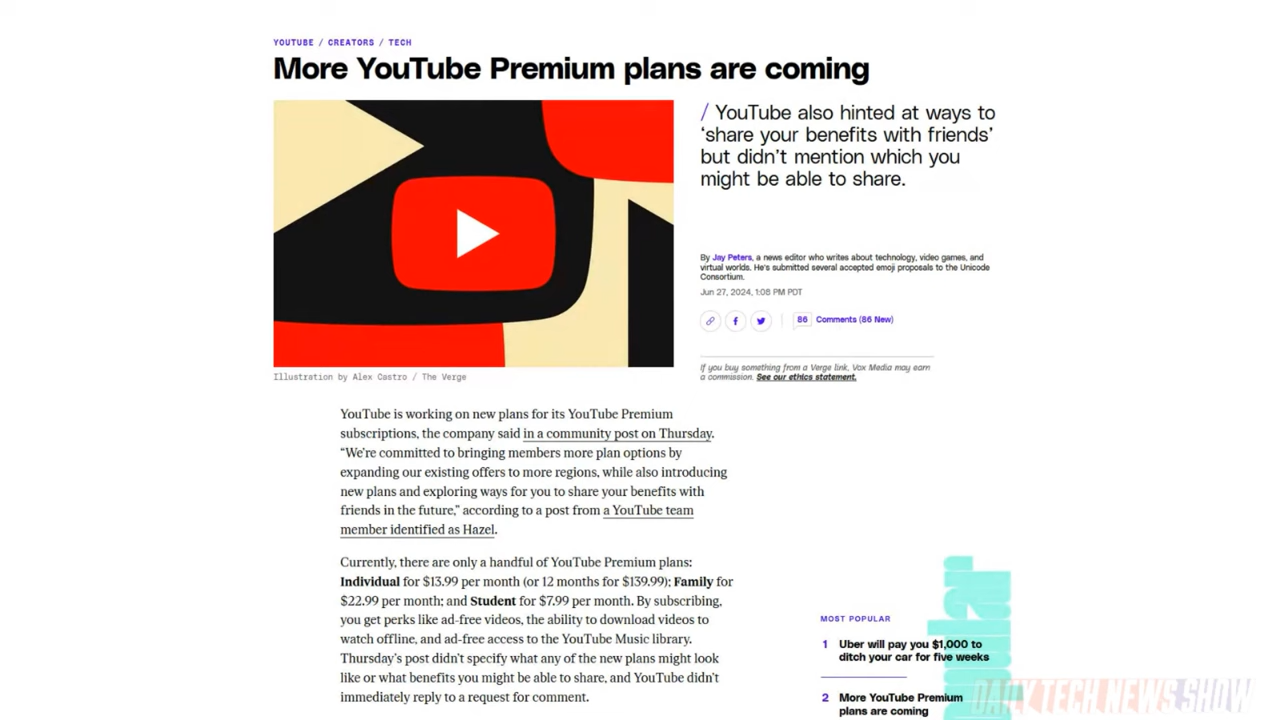 YOUTUBE / CREATORS / TECH
More YouTube Premium plans are coming
/ YouTube also hinted at ways to
‘share your benefits with friends’
but didn’t mention which you
might be able to share.
By Jay Peters, a news editor who writes about technology, video games, and
virtual worlds. He’s submitted several accepted emoji proposals to the Unicode
Consortium.
Jun 27, 2024, 1:06 PM PDT
86 Comments (86 New)
If you buy something from a Verge link, Vox Media may earn
a commission. See our ethics statement.
Illustration by Alex Castro / The Verge
YouTube is working on new plans for its YouTube Premium
subscriptions, the company said in a community post on Thursday.
“We’re committed to bringing members more plan options by
expanding our existing offers to more regions, while also introducing
new plans and exploring ways for you to share your benefits with
friends in the future,” according to a post from a YouTube team
member identified as Hazel.
Currently, there are only a handful of YouTube Premium plans:
Individual for $13.99 per month (or 12 months for $139.99); Family for
$22.99 per month; and Student for $7.99 per month. By subscribing,
you get perks like ad-free videos, the ability to download videos to
watch offline, and ad-free access to the YouTube Music library.
Thursday’s post didn’t specify what any of the new plans might look
like or what benefits you might be able to share, and YouTube didn’t
immediately reply to a request for comment.
MOST POPULAR
1 Uber will pay you $1,000 to
ditch your car for five weeks
2 More YouTube Premium
plans are coming
DAILY TECH NEWS SHOW